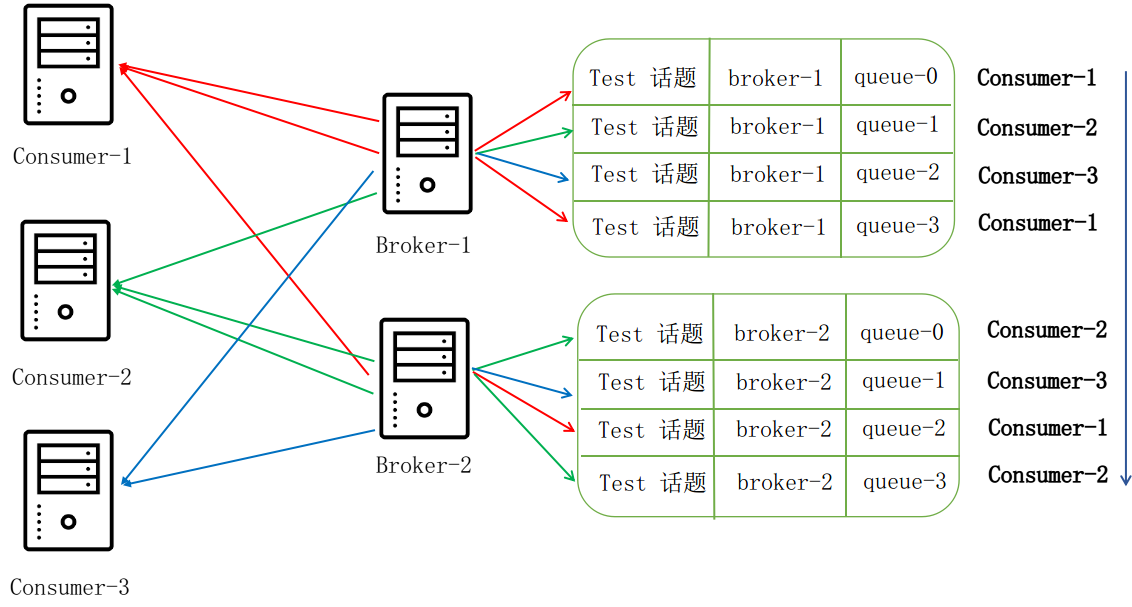 Consumer-1
Consumer-2
Consumer-3
Broker-1
Broker-2
Test 话题 broker-1 queue-0 Consumer-1
Test 话题 broker-1 queue-1 Consumer-2
Test 话题 broker-1 queue-2 Consumer-3
Test 话题 broker-1 queue-3 Consumer-1
Test 话题 broker-2 queue-0 Consumer-2
Test 话题 broker-2 queue-1 Consumer-3
Test 话题 broker-2 queue-2 Consumer-1
Test 话题 broker-2 queue-3 Consumer-2